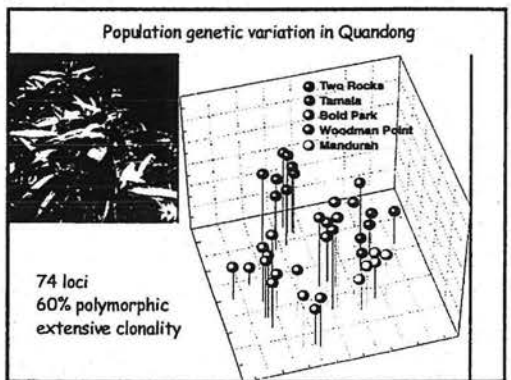 Population genetic variation in Quandong
Two Rocks
Tamala
Bold Park
Woodman Point
Mandurah
74 loci
60% polymorphic
extensive clonality